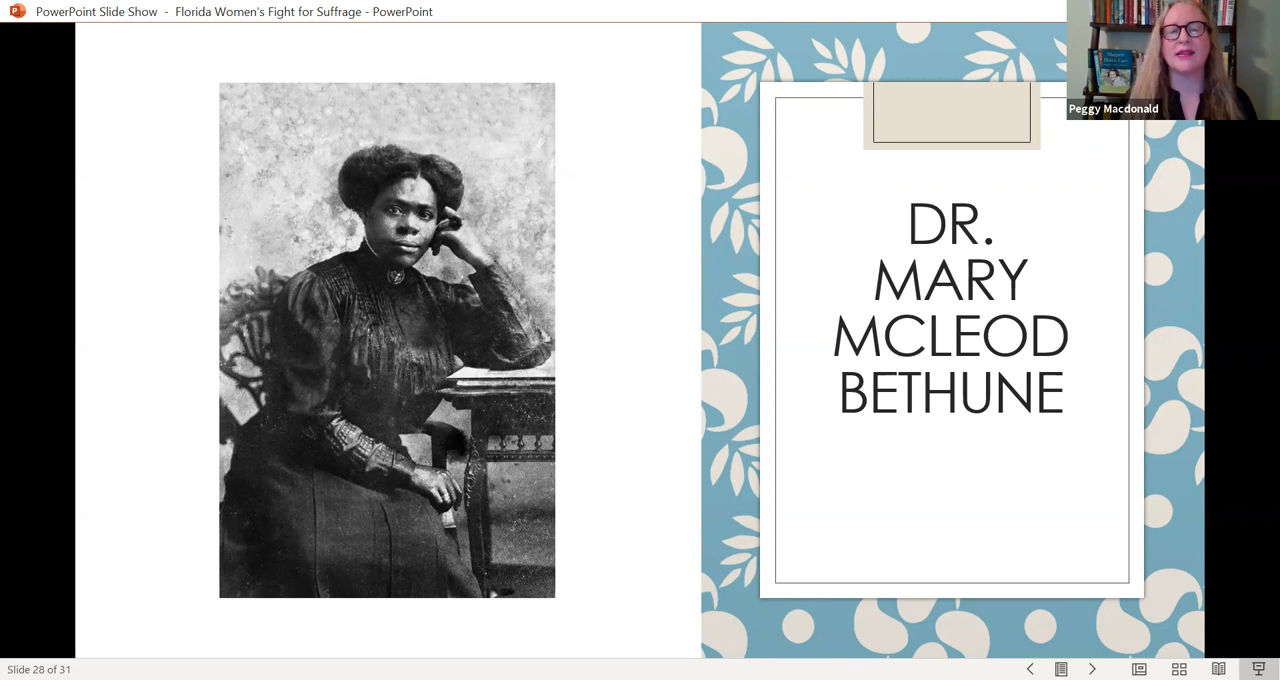 PowerPoint Slide Show - Florida Women's Fight for Suffrage - PowerPoint
Peggy Macdonald
DR.
MARY
MCLEOD
BETHUNE
Slide 28 of 31